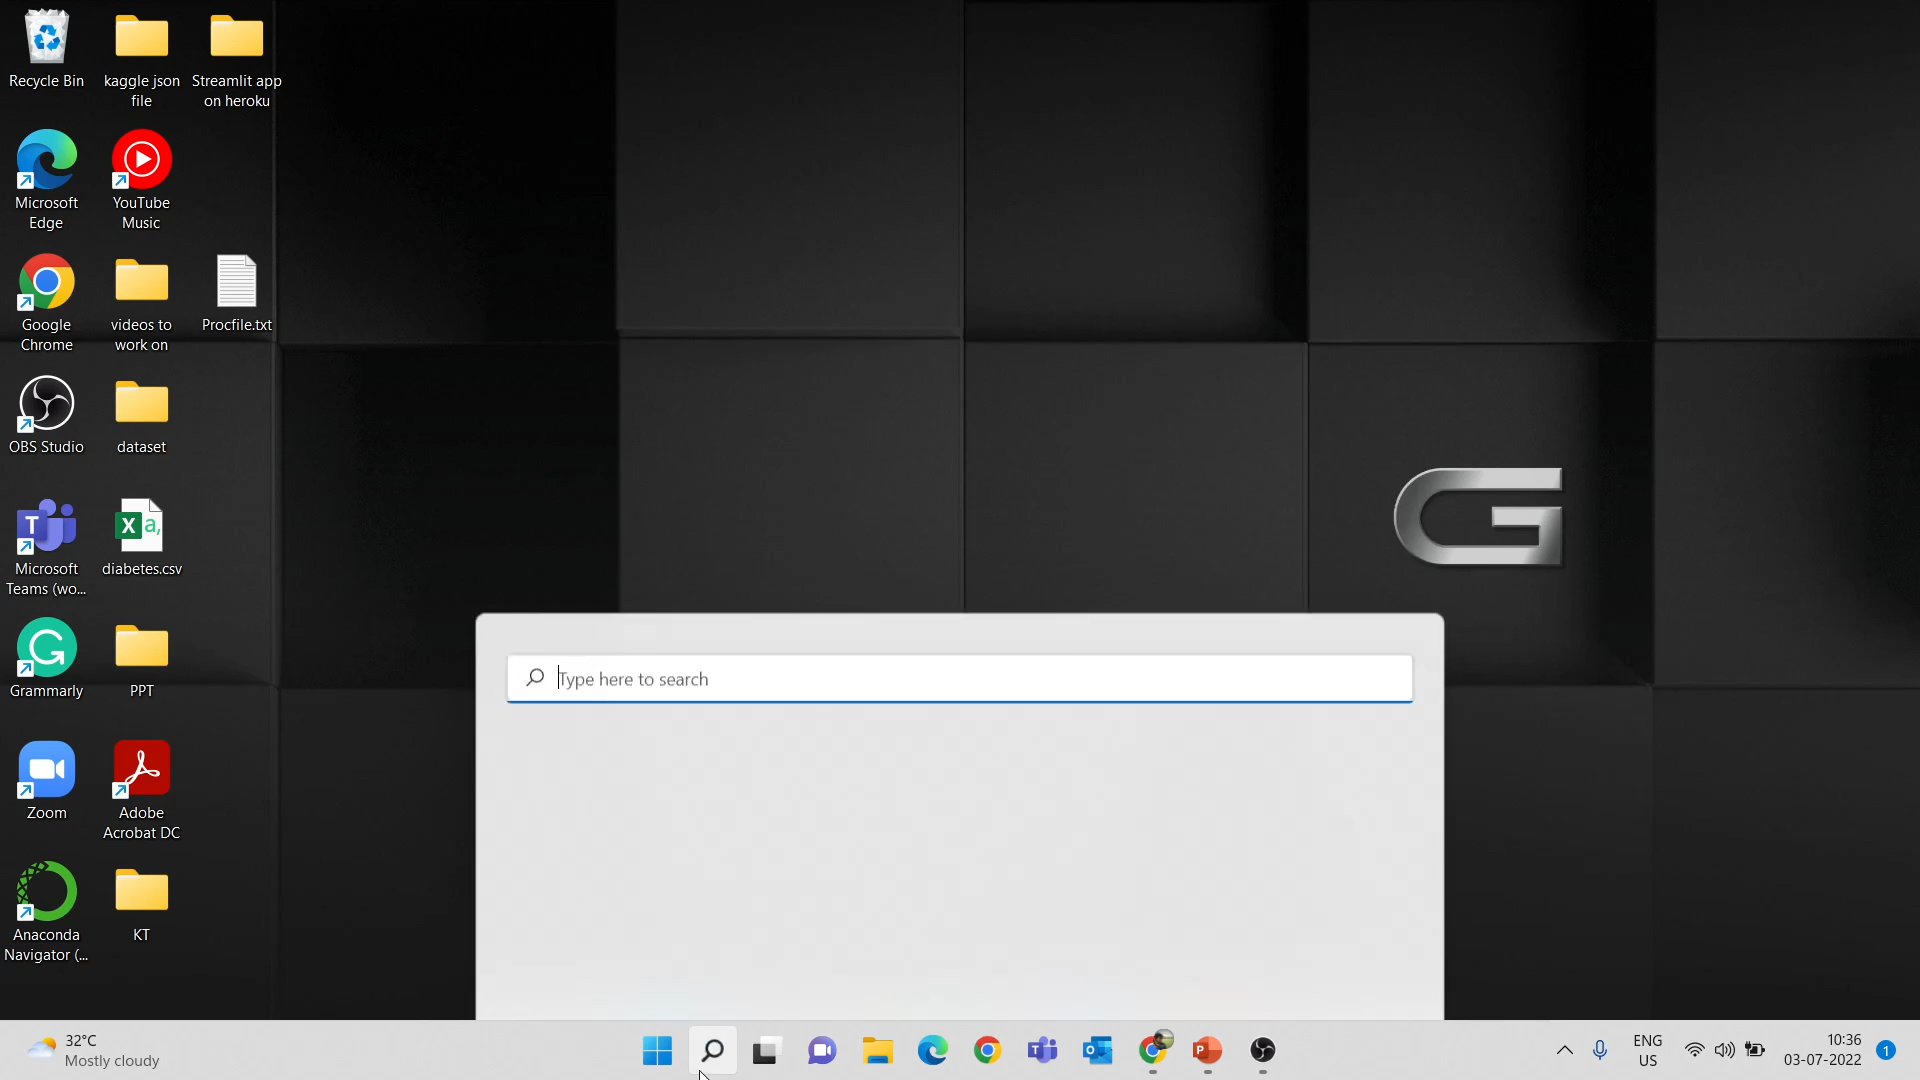 Recycle Bin
kaggle json
file
Streamlit app
on heroku
Microsoft
Edge
YouTube
Music
Google
Chrome
videos to
work on
Procfile.txt
OBS Studio
dataset
Microsoft
Teams (wo...
diabetes.csv
Grammarly
PPT
Zoom
Adobe
Acrobat DC
Anaconda
Navigator (...
KT
G
Type here to search
32°C
Mostly cloudy
ENG
US
10:36
03-07-2022
1